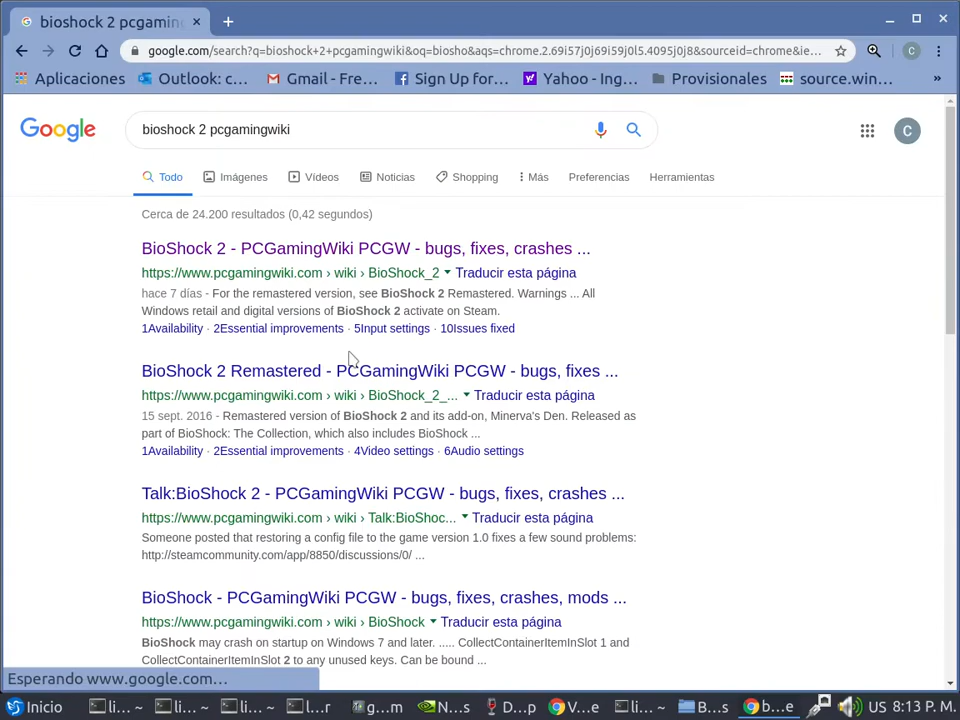 bioshock 2 pcgamin
google.com/search?q=bioshock+2+pcgamingwiki&oq=biosho&aqs=chrome.2.69i57j0j69i59j0l5.4095j0j8&sourceid=chrome&ie...
C
Aplicaciones Outlook: c... Gmail - Fre... Sign Up for... Yahoo - Ing... Provisionales source.win... »
Google bioshock 2 pcgamingwiki C
Todo Imágenes Vídeos Noticias Shopping Más Preferencias Herramientas
Cerca de 24.200 resultados (0,42 segundos)
BioShock 2 - PCGamingWiki PCGW - bugs, fixes, crashes ...
https://www.pcgamingwiki.com › wiki › BioShock_2 Traducir esta página
hace 7 días - For the remastered version, see BioShock 2 Remastered. Warnings ... All
Windows retail and digital versions of BioShock 2 activate on Steam.
1Availability · 2Essential improvements · 5Input settings · 10Issues fixed
BioShock 2 Remastered - PCGamingWiki PCGW - bugs, fixes ...
https://www.pcgamingwiki.com › wiki › BioShock_2_... Traducir esta página
15 sept. 2016 - Remastered version of BioShock 2 and its add-on, Minerva's Den. Released as
part of BioShock: The Collection, which also includes BioShock ...
1Availability · 2Essential improvements · 4Video settings · 6Audio settings
Talk:BioShock 2 - PCGamingWiki PCGW - bugs, fixes, crashes ...
https://www.pcgamingwiki.com › wiki › Talk:BioShoc... Traducir esta página
Someone posted that restoring a config file to the game version 1.0 fixes a few sound problems:
http://steamcommunity.com/app/8850/discussions/0/ ...
BioShock - PCGamingWiki PCGW - bugs, fixes, crashes, mods ...
https://www.pcgamingwiki.com › wiki › BioShock Traducir esta página
BioShock may crash on startup on Windows 7 and later. ..... CollectContainerItemInSlot 1 and
CollectContainerItemInSlot 2 to any unused keys. Can be bound ...
Esperando www.google.com...
Inicio li... ~ li... ~ li... ~ l...r g...m N...s D...p V...e li... ~ B...s b...e US 8:13 P. M.